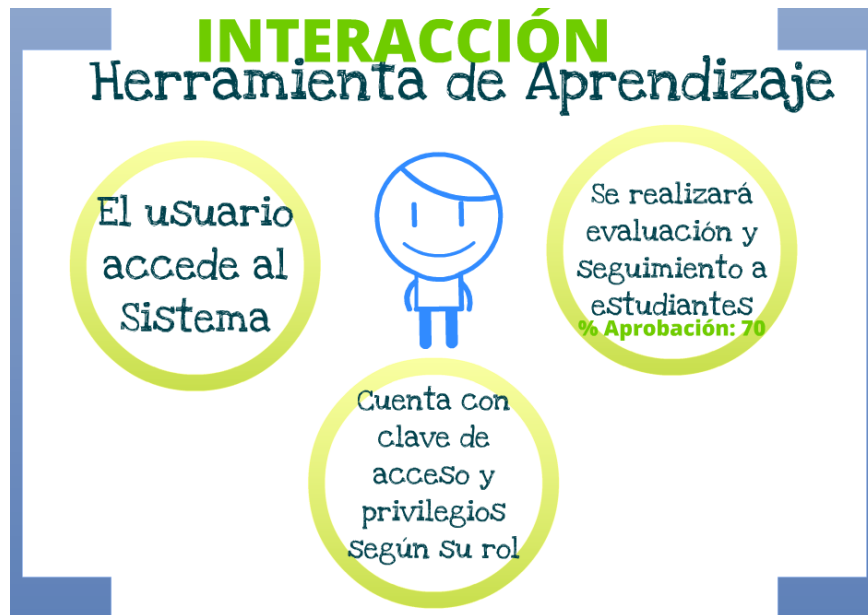 INTERACCIÓN
Herramienta de Aprendizaje
El usuario
accede al
Sistema
Cuenta con
clave de
acceso y
privilegios
según su rol
Se realizará
evaluación y
seguimiento a
estudiantes
% Aprobación: 70